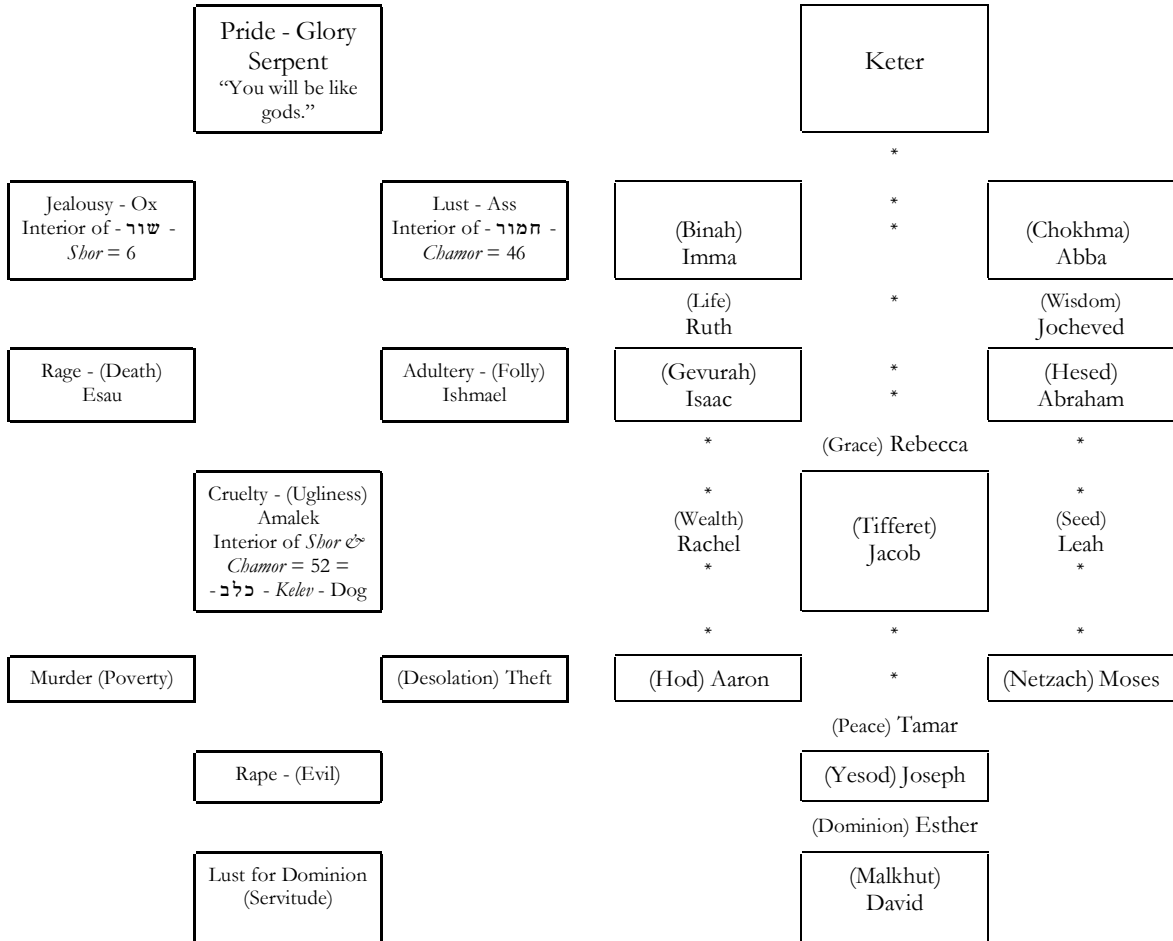 Pride - Glory
Serpent
“You will be like
gods.”
Keter
*
Jealousy - Ox
Interior of - שור -
Shor = 6
Lust - Ass
Interior of - חמור -
Chamor = 46
(Binah)
Imma
*
*
(Chokhma)
Abba
(Life)
Ruth
*
(Wisdom)
Jocheved
Rage - (Death)
Esau
Adultery - (Folly)
Ishmael
(Gevurah)
Isaac
*
*
(Hesed)
Abraham
* (Grace) Rebecca *
Cruelty - (Ugliness)
Amalek
Interior of Shor &
Chamor = 52 =
- כלב - Kelev - Dog
*
(Wealth)
Rachel
*
(Tifferet)
Jacob
*
(Seed)
Leah
*
* * *
Murder (Poverty)
(Desolation) Theft
(Hod) Aaron
*
(Netzach) Moses
(Peace) Tamar
Rape - (Evil)
(Yesod) Joseph
(Dominion) Esther
Lust for Dominion
(Servitude)
(Malkhut)
David